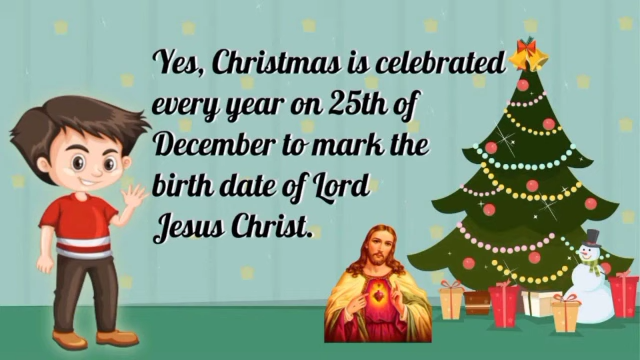 Yes, Christmas is celebrated
every year on 25th of
December to mark the
birth date of Lord
Jesus Christ.